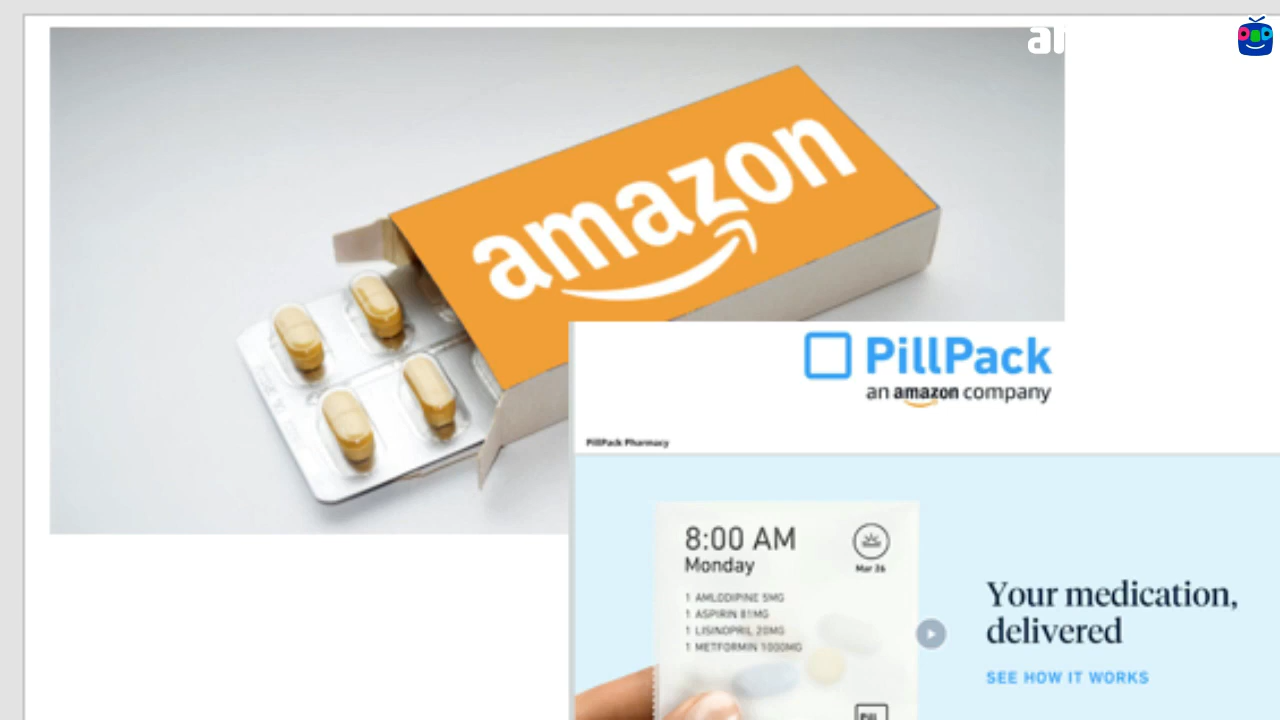 amazon
PillPack
an amazon company
PillPack Pharmacy
8:00 AM
Monday
Mar 26
1 AMLODIPINE 5MG
1 ASPIRIN 81MG
1 LISINOPRIL 20MG
1 METFORMIN 1000MG
Your medication,
delivered
SEE HOW IT WORKS
Pill